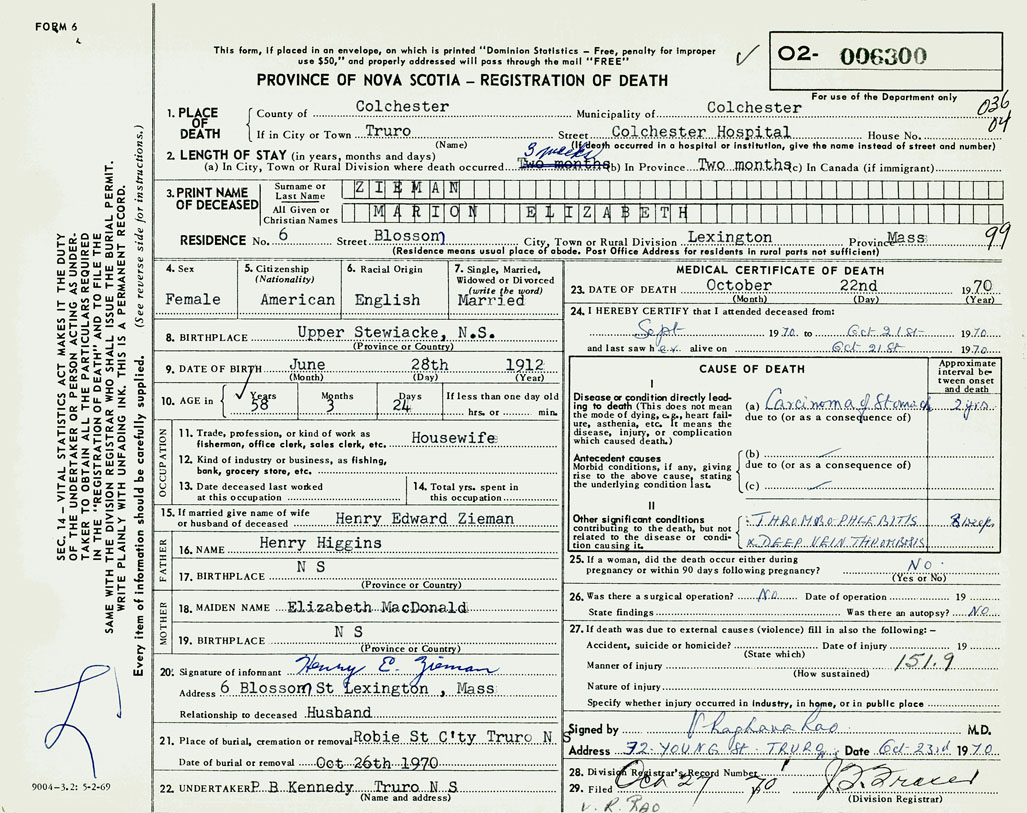 FORM 6
This form, if placed in an envelope, on which is printed "Dominion Statistics – Free, penalty for improper
use $50," and properly addressed will pass through the mail "FREE"
✓
O2- 006300
PROVINCE OF NOVA SCOTIA – REGISTRATION OF DEATH
For use of the Department only
036
04
1. PLACE OF DEATH
County of Colchester Municipality of Colchester
If in City or Town Truro Street Colchester Hospital House No.
(Name) (If death occurred in a hospital or institution, give the name instead of street and number)
2. LENGTH OF STAY (in years, months and days) 3 weeks
(a) In City, Town or Rural Division where death occurred Two months (b) In Province Two months (c) In Canada (if immigrant)
3. PRINT NAME OF DECEASED
Surname or Last Name ZIEMAN
All Given or Christian Names MARION ELIZABETH
RESIDENCE No. 6 Street Blossom City, Town or Rural Division Lexington Province Mass 99
(Residence means usual place of abode. Post Office Address for residents in rural parts not sufficient)
4. Sex Female
5. Citizenship (Nationality) American
6. Racial Origin English
7. Single, Married, Widowed or Divorced (write the word) Married
8. BIRTHPLACE Upper Stewiacke, N.S.
(Province or Country)
9. DATE OF BIRTH June 28th 1912
(Month) (Day) (Year)
10. AGE in ✓ Years 58 Months 3 Days 24 If less than one day old hrs. or min.
OCCUPATION
11. Trade, profession, or kind of work as fisherman, office clerk, sales clerk, etc. Housewife
12. Kind of industry or business, as fishing, bank, grocery store, etc.
13. Date deceased last worked at this occupation
14. Total yrs. spent in this occupation
15. If married give name of wife or husband of deceased Henry Edward Zieman
FATHER
16. NAME Henry Higgins
17. BIRTHPLACE N S
(Province or Country)
MOTHER
18. MAIDEN NAME Elizabeth MacDonald
19. BIRTHPLACE N S
(Province or Country)
20. Signature of informant Henry E. Zieman
Address 6 Blossom St Lexington , Mass
Relationship to deceased Husband
21. Place of burial, cremation or removal Robie St C'ty Truro N S
Date of burial or removal Oct 26th 1970
22. UNDERTAKER P B Kennedy Truro N S
(Name and address)
MEDICAL CERTIFICATE OF DEATH
23. DATE OF DEATH October 22nd 1970
(Month) (Day) (Year)
24. I HEREBY CERTIFY that I attended deceased from:
Sept 1970 to Oct 21st 1970
and last saw her alive on Oct 21st 1970
CAUSE OF DEATH
Approximate interval between onset and death
I
Disease or condition directly leading to death (This does not mean the mode of dying, e.g., heart failure, asthenia, etc. It means the disease, injury, or complication which caused death.)
(a) Carcinoma of Stomach 2 yrs
due to (or as a consequence of)
Antecedent causes
Morbid conditions, if any, giving rise to the above cause, stating the underlying condition last.
(b)
due to (or as a consequence of)
(c)
II
Other significant conditions contributing to the death, but not related to the disease or condition causing it.
THROMBOPHLEBITIS
DEEP VEIN THROMBOSIS
25. If a woman, did the death occur either during pregnancy or within 90 days following pregnancy? NO
(Yes or No)
26. Was there a surgical operation? NO Date of operation 19
State findings Was there an autopsy? NO
27. If death was due to external causes (violence) fill in also the following: –
Accident, suicide or homicide? Date of injury 19
(State which)
Manner of injury 151.9
(How sustained)
Nature of injury
Specify whether injury occurred in industry, in home, or in public place
Signed by V Raghava Rao M.D.
Address 72 YOUNG St. TRURO Date Oct 23rd 1970
28. Division Registrar's Record Number
29. Filed Oct 27 70
(Division Registrar)
V. R. RAO
SEC. 14 – VITAL STATISTICS ACT MAKES IT THE DUTY
OF THE UNDERTAKER OR PERSON ACTING AS UNDER-
TAKER TO OBTAIN ALL THE PARTICULARS REQUIRED
IN THE "REGISTRATION OF DEATH" AND TO FILE THE
SAME WITH THE DIVISION REGISTRAR WHO SHALL ISSUE THE BURIAL PERMIT.
WRITE PLAINLY WITH UNFADING INK. THIS IS A PERMANENT RECORD.
Every item of information should be carefully supplied. (See reverse side for instructions.)
9004-3.2: 5-2-69